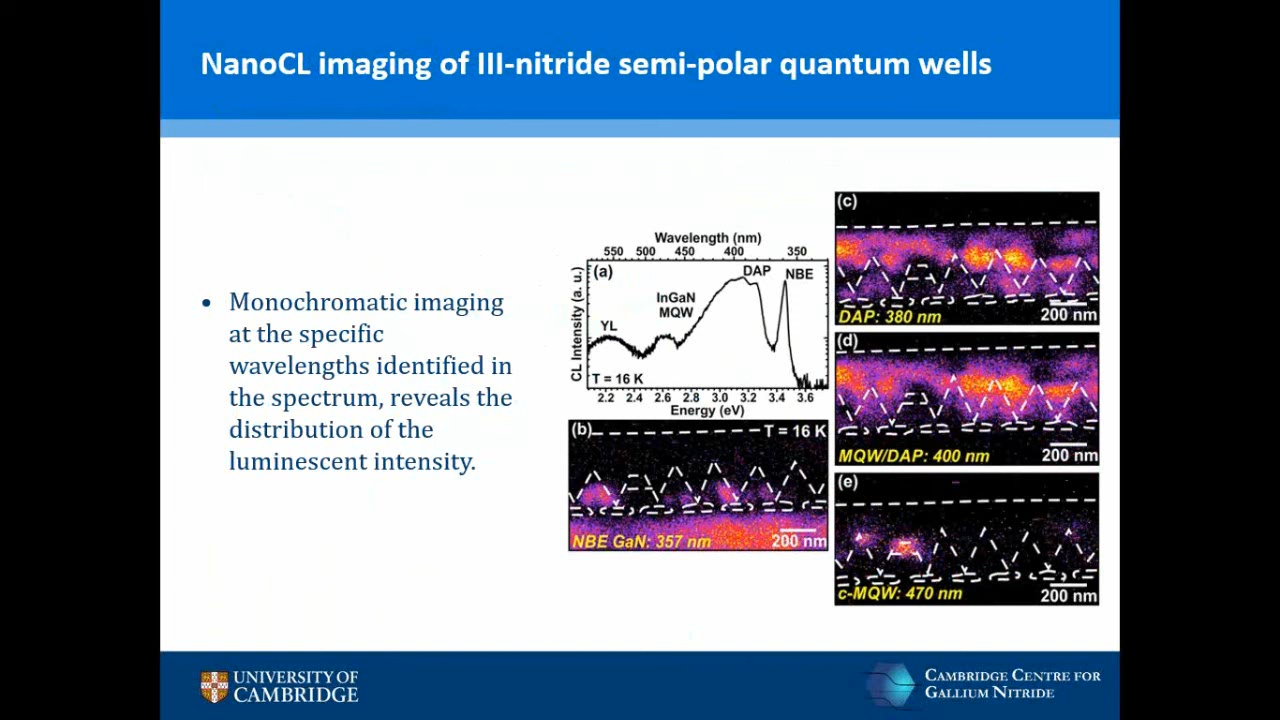 NanoCL imaging of III-nitride semi-polar quantum wells
• Monochromatic imaging
at the specific
wavelengths identified in
the spectrum, reveals the
distribution of the
luminescent intensity.
Wavelength (nm)
550 500 450 400 350
(a)
DAP
NBE
InGaN
MQW
YL
CL Intensity (a. u.)
T = 16 K
2.2 2.4 2.6 2.8 3.0 3.2 3.4 3.6
Energy (eV)
(b)
T = 16 K
NBE GaN: 357 nm
200 nm
(c)
DAP: 380 nm
200 nm
(d)
MQW/DAP: 400 nm
200 nm
(e)
c-MQW: 470 nm
200 nm
UNIVERSITY OF
CAMBRIDGE
CAMBRIDGE CENTRE FOR
GALLIUM NITRIDE